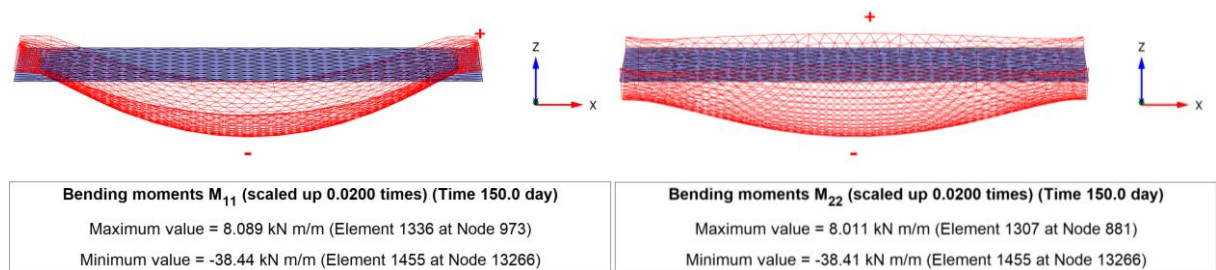 +
Z
X
-
Bending moments M11 (scaled up 0.0200 times) (Time 150.0 day)
Maximum value = 8.089 kN m/m (Element 1336 at Node 973)
Minimum value = -38.44 kN m/m (Element 1455 at Node 13266)
+
Z
X
-
Bending moments M22 (scaled up 0.0200 times) (Time 150.0 day)
Maximum value = 8.011 kN m/m (Element 1307 at Node 881)
Minimum value = -38.41 kN m/m (Element 1455 at Node 13266)